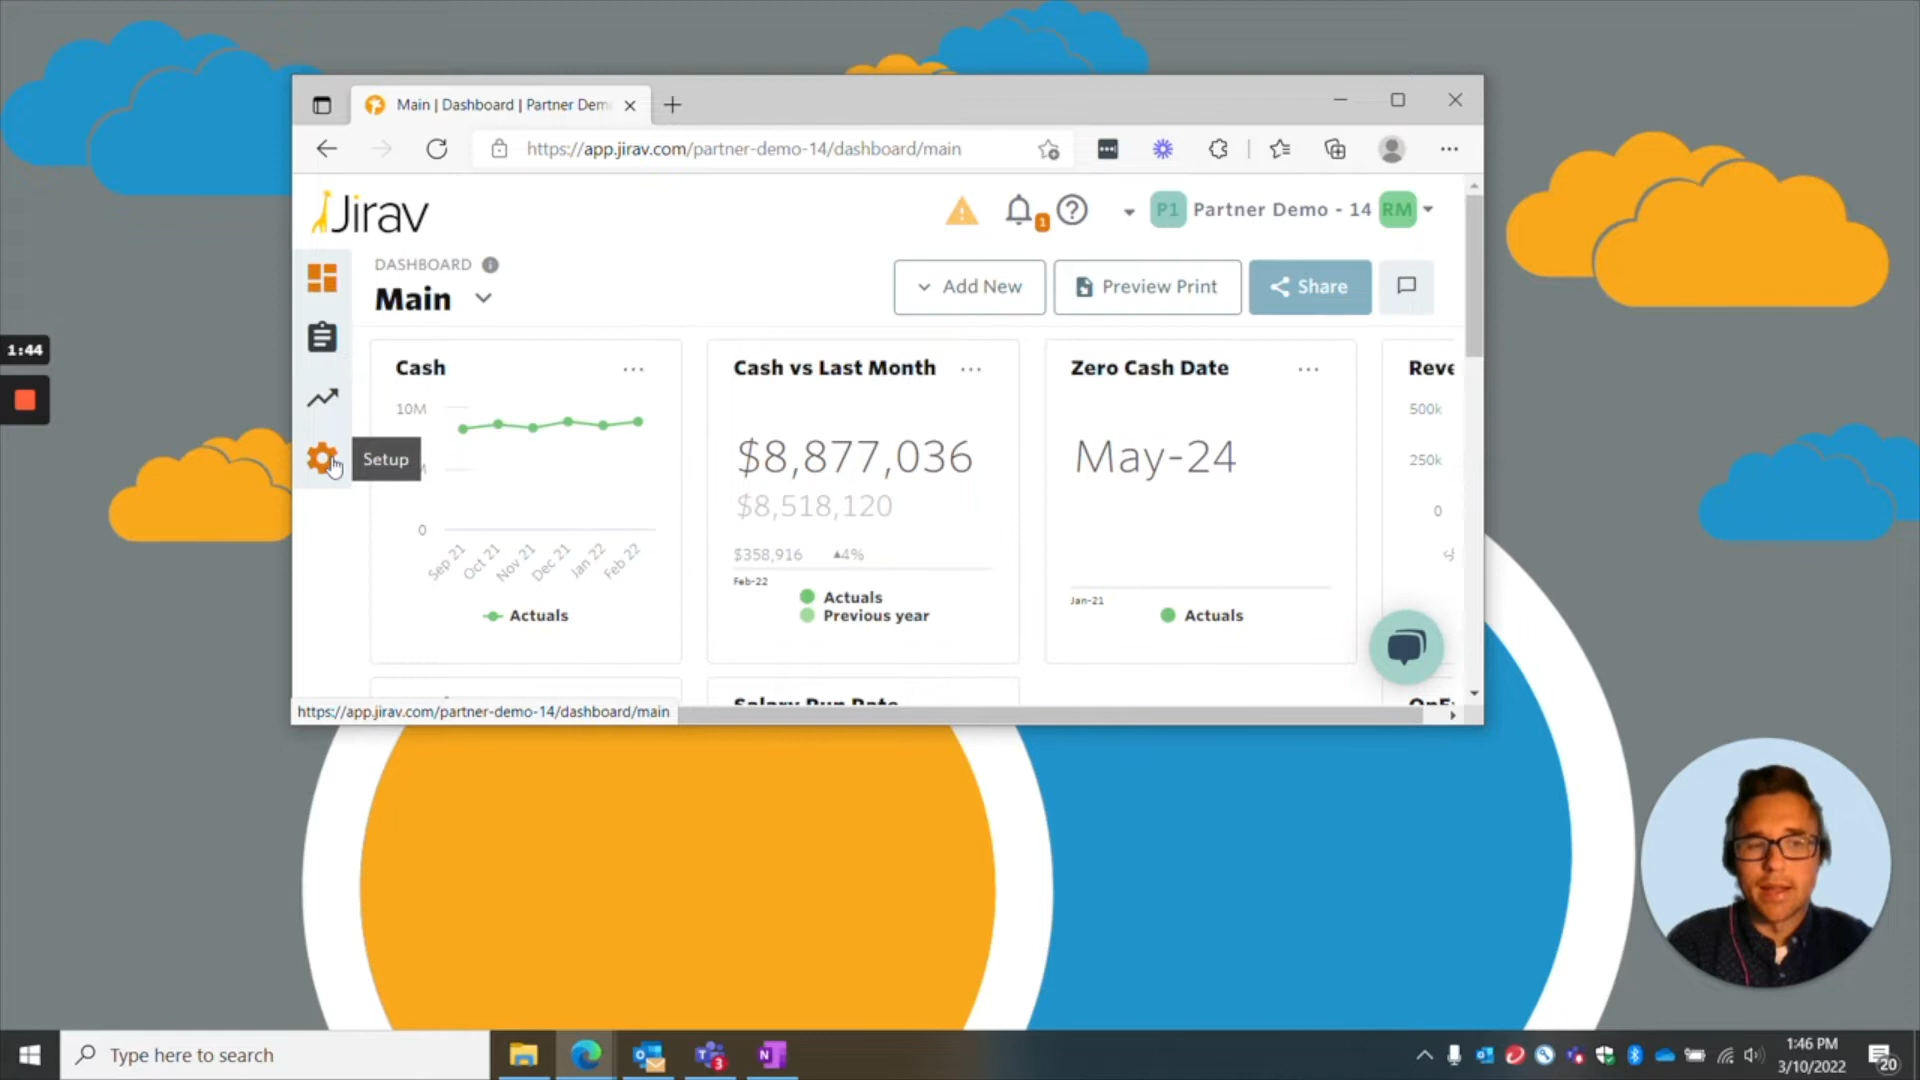 Main | Dashboard | Partner Dem
https://app.jirav.com/partner-demo-14/dashboard/main
Jirav
1
P1 Partner Demo - 14 RM
DASHBOARD
Main
Add New
Preview Print
Share
1:44
Setup
Cash
10M
0
Sep 21
Oct 21
Nov 21
Dec 21
Jan 22
Feb 22
Actuals
Cash vs Last Month
$8,877,036
$8,518,120
$358,916 ▲4%
Feb-22
Actuals
Previous year
Zero Cash Date
May-24
Jan-21
Actuals
Reve
500k
250k
0
Salary Run Rate
https://app.jirav.com/partner-demo-14/dashboard/main
Type here to search
3
N
1:46 PM
3/10/2022
20